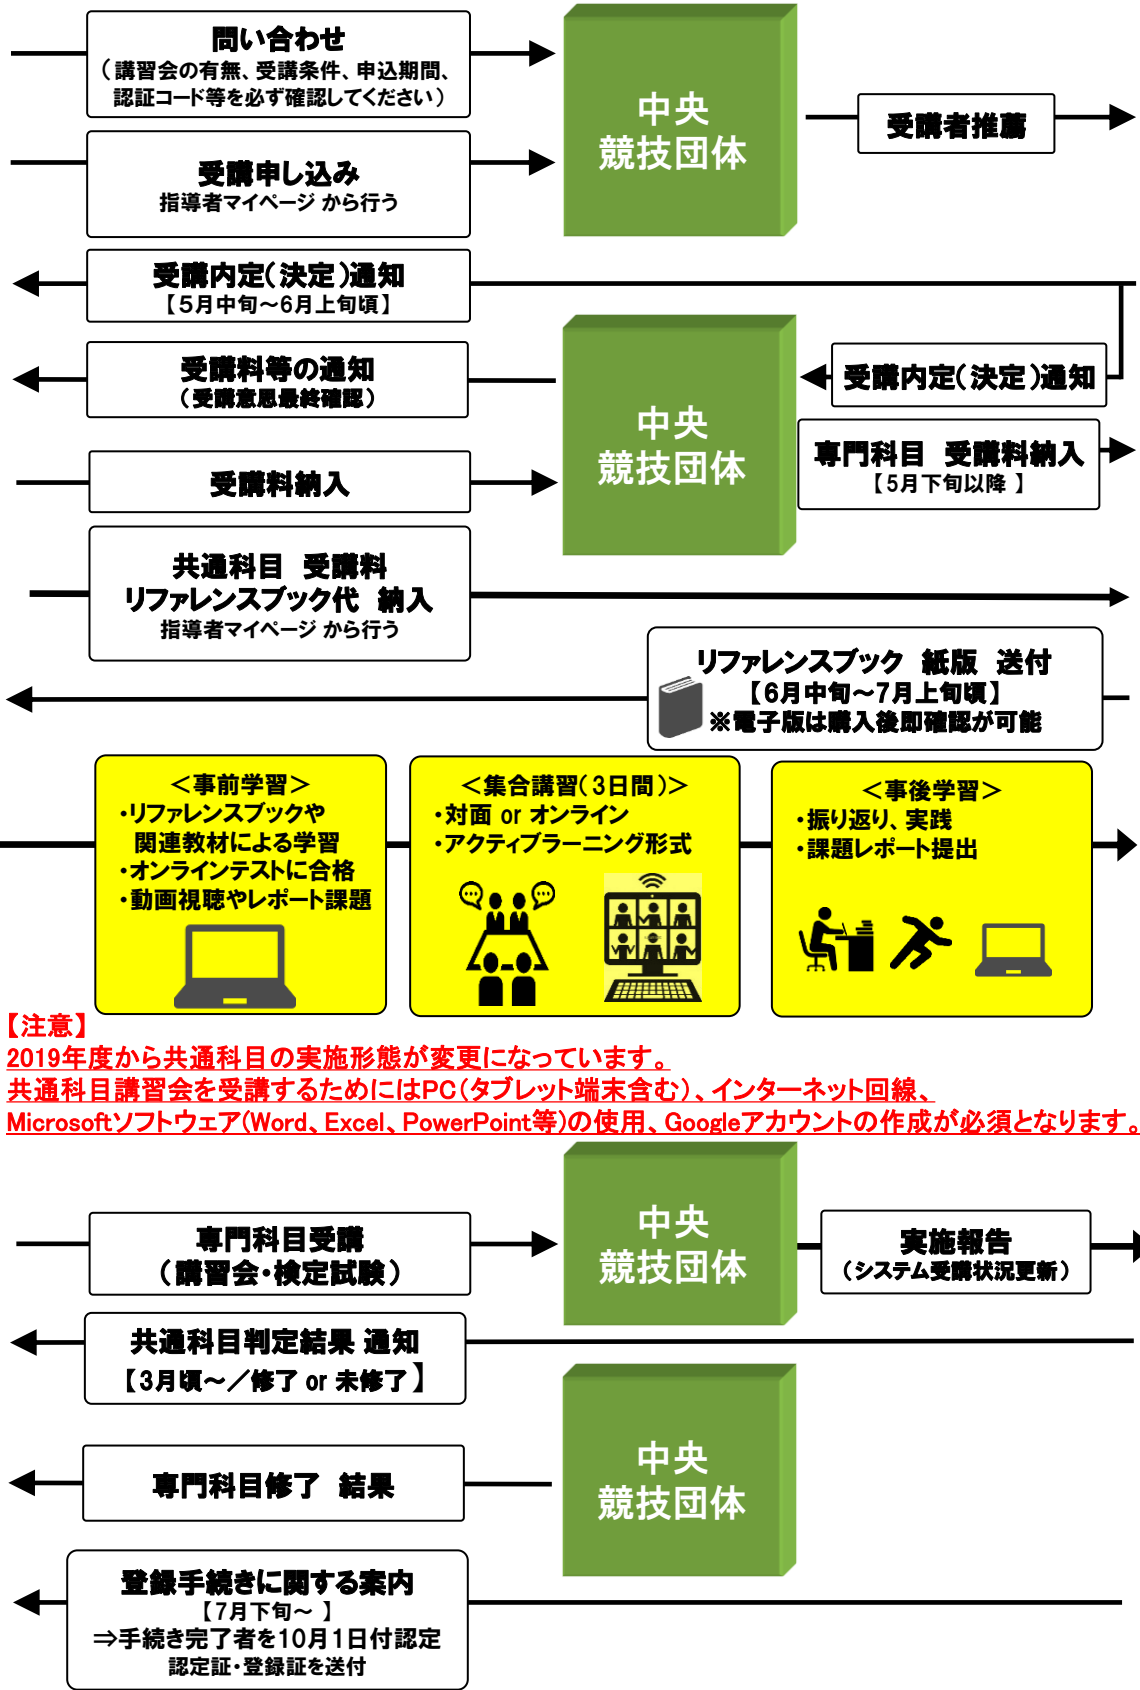 問い合わせ
（講習会の有無、受講条件、申込期間、
認証コード等を必ず確認してください）
中央
競技団体
受講者推薦
受講申し込み
指導者マイページ から行う
受講内定（決定）通知
【５月中旬～6月上旬頃】
受講料等の通知
（受講意思最終確認）
受講内定（決定）通知
中央
競技団体
専門科目　受講料納入
【5月下旬以降 】
受講料納入
共通科目　受講料
リファレンスブック代　納入
指導者マイページ から行う
リファレンスブック　紙版　送付
【6月中旬～7月上旬頃】
※電子版は購入後即確認が可能
＜事前学習＞
・リファレンスブックや
関連教材による学習
・オンラインテストに合格
・動画視聴やレポート課題
＜集合講習（3日間）＞
・対面 or オンライン
・アクティブラーニング形式
＜事後学習＞
・振り返り、実践
・課題レポート提出
【注意】
2019年度から共通科目の実施形態が変更になっています。
共通科目講習会を受講するためにはPC（タブレット端末含む）、インターネット回線、
Microsoftソフトウェア(Word、Excel、PowerPoint等)の使用、Googleアカウントの作成が必須となります。
専門科目受講
（講習会・検定試験）
中央
競技団体
実施報告
（システム受講状況更新）
共通科目判定結果 通知
【3月頃～／修了 or 未修了】
専門科目修了　結果
中央
競技団体
登録手続きに関する案内
【7月下旬～ 】
⇒手続き完了者を10月1日付認定
認定証・登録証を送付